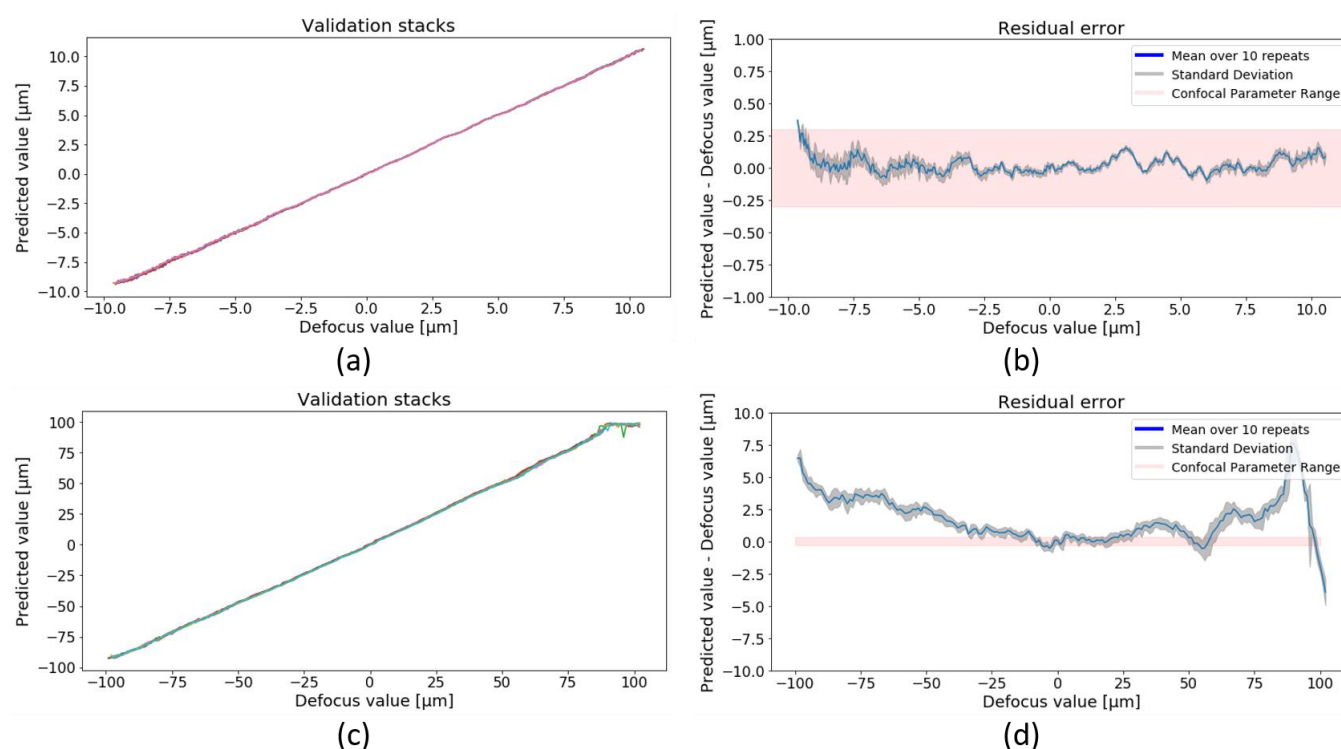 Validation stacks
10.0
7.5
5.0
2.5
0.0
−2.5
−5.0
−7.5
−10.0
Predicted value [μm]
−10.0 −7.5 −5.0 −2.5 0.0 2.5 5.0 7.5 10.0
Defocus value [μm]
(a)
Residual error
1.00
0.75
0.50
0.25
0.00
−0.25
−0.50
−0.75
−1.00
Predicted value - Defocus value [μm]
Mean over 10 repeats
Standard Deviation
Confocal Parameter Range
−10.0 −7.5 −5.0 −2.5 0.0 2.5 5.0 7.5 10.0
Defocus value [μm]
(b)
Validation stacks
100
75
50
25
0
−25
−50
−75
−100
Predicted value [μm]
−100 −75 −50 −25 0 25 50 75 100
Defocus value [μm]
(c)
Residual error
10.0
7.5
5.0
2.5
0.0
−2.5
−5.0
−7.5
−10.0
Predicted value - Defocus value [μm]
Mean over 10 repeats
Standard Deviation
Confocal Parameter Range
−100 −75 −50 −25 0 25 50 75 100
Defocus value [μm]
(d)